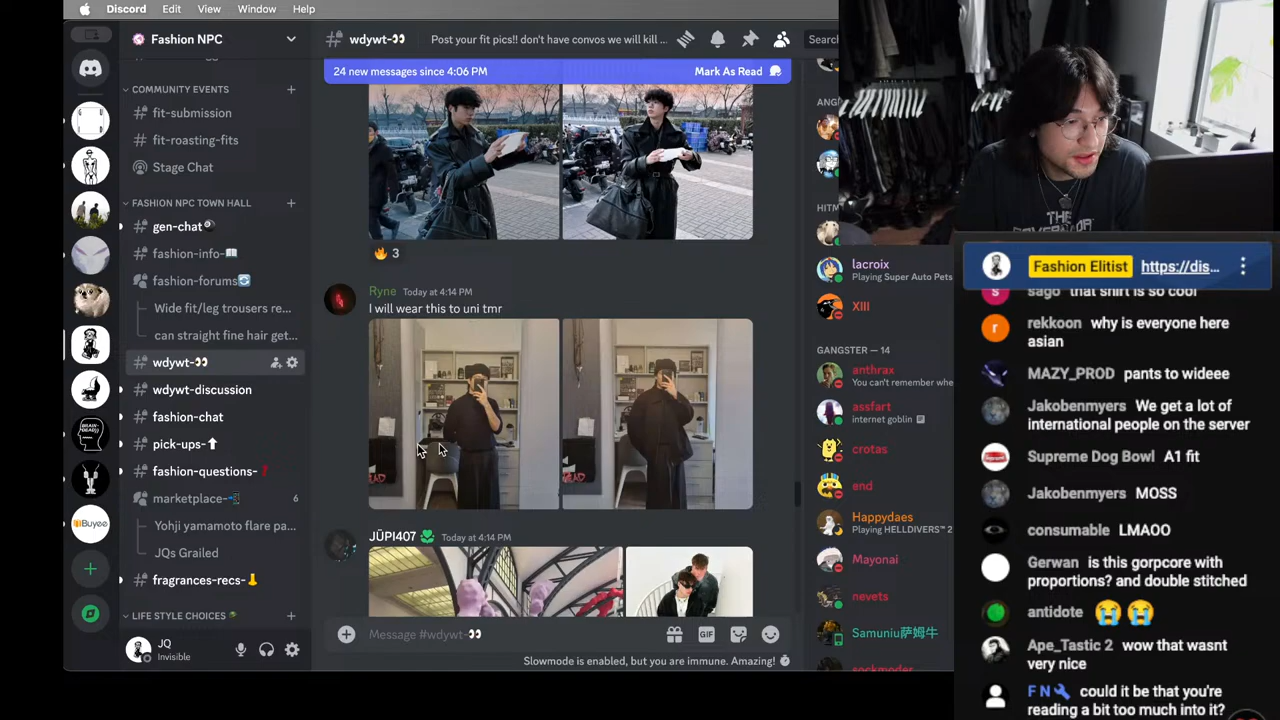 Discord Edit View Window Help
Fashion NPC
COMMUNITY EVENTS
fit-submission
fit-roasting-fits
Stage Chat
FASHION NPC TOWN HALL
gen-chat
fashion-info-
fashion-forums
Wide fit/leg trousers re...
can straight fine hair get...
wdywt-
wdywt-discussion
fashion-chat
pick-ups-
fashion-questions-
marketplace- 6
Yohji yamamoto flare pa...
JQs Grailed
fragrances-recs-
LIFE STYLE CHOICES
JQ
Invisible
Buyee
wdywt- Post your fit pics!! don't have convos we will kill ... Search
24 new messages since 4:06 PM Mark As Read
🔥 3
Ryne Today at 4:14 PM
I will wear this to uni tmr
JŪPI407 Today at 4:14 PM
Message #wdywt-
GIF
Slowmode is enabled, but you are immune. Amazing!
lacroix
Playing Super Auto Pets
XIII
GANGSTER — 14
anthrax
You can't remember whe
assfart
internet goblin
crotas
end
Happydaes
Playing HELLDIVERS™ 2
Mayonai
nevets
Samuniu萨姆牛
sockmoder
THE
Fashion Elitist https://dis...
sago that shirt is so cool
rekkoon why is everyone here
asian
MAZY_PROD pants to wideee
Jakobenmyers We get a lot of
international people on the server
Supreme Dog Bowl A1 fit
Jakobenmyers MOSS
consumable LMAOO
Gerwan is this gorpcore with
proportions? and double stitched
antidote 😭😭
Ape_Tastic 2 wow that wasnt
very nice
F N could it be that you're
reading a bit too much into it?